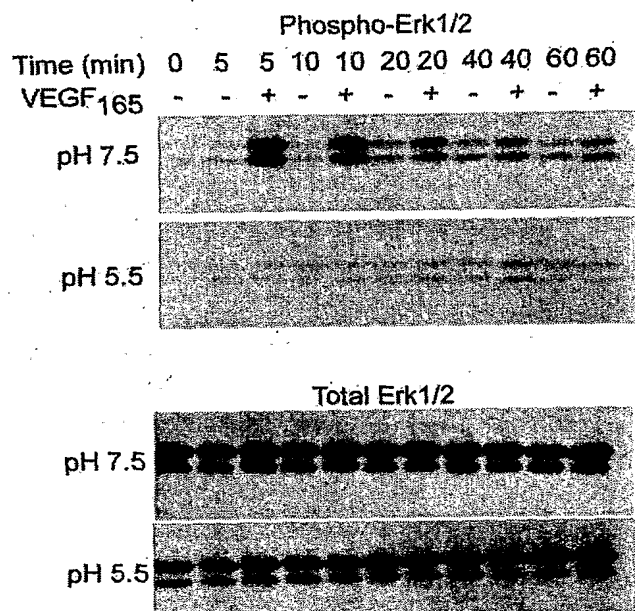 Phospho-Erk1/2
Time (min) 0 5 5 10 10 20 20 40 40 60 60
VEGF165 - - + - + - + - + - +
pH 7.5
pH 5.5
Total Erk1/2
pH 7.5
pH 5.5